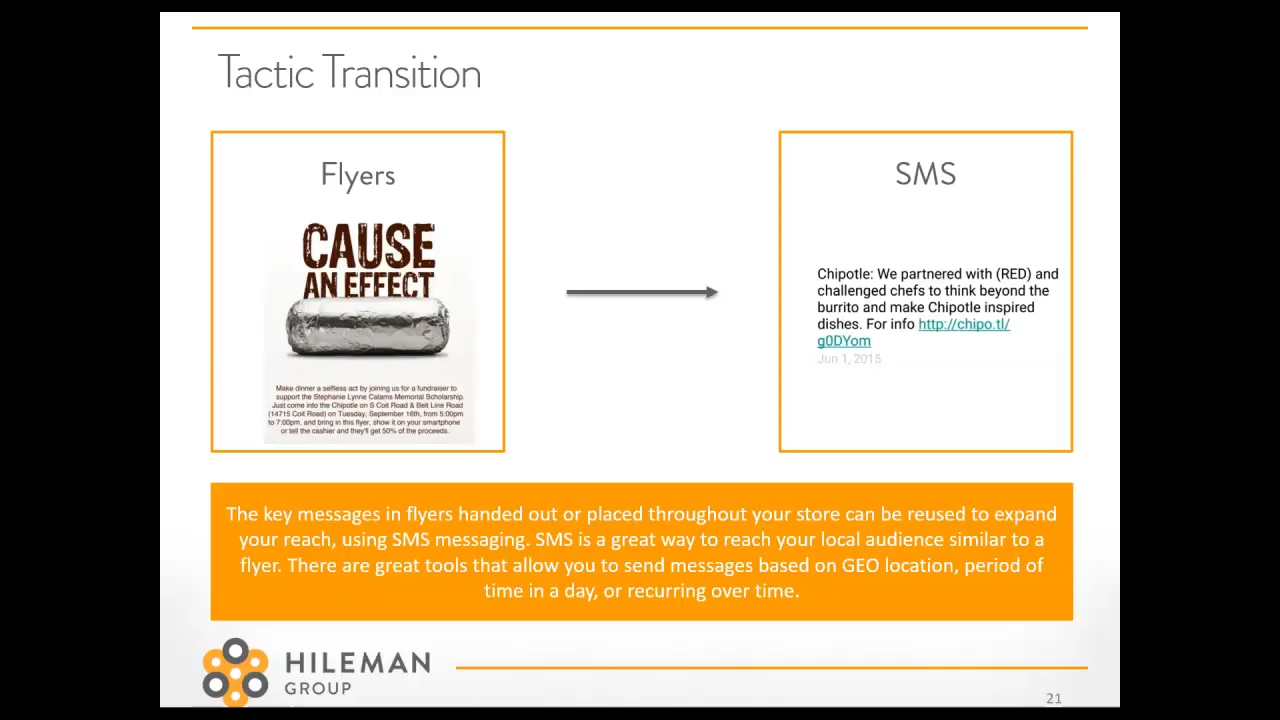 Tactic Transition
Flyers
CAUSE
AN EFFECT
Make dinner a selfless act by joining us for a fundraiser to
support the Stephanie Lynne Calams Memorial Scholarship.
Just come into the Chipotle on S Coit Road & Belt Line Road
(14715 Coit Road) on Tuesday, September 16th, from 5:00pm
to 7:00pm, and bring in this flyer, show it on your smartphone
or tell the cashier and they'll get 50% of the proceeds.
SMS
Chipotle: We partnered with (RED) and
challenged chefs to think beyond the
burrito and make Chipotle inspired
dishes. For info http://chipo.tl/
g0DYom
Jun 1, 2015
The key messages in flyers handed out or placed throughout your store can be reused to expand
your reach, using SMS messaging. SMS is a great way to reach your local audience similar to a
flyer. There are great tools that allow you to send messages based on GEO location, period of
time in a day, or recurring over time.
HILEMAN
GROUP
21